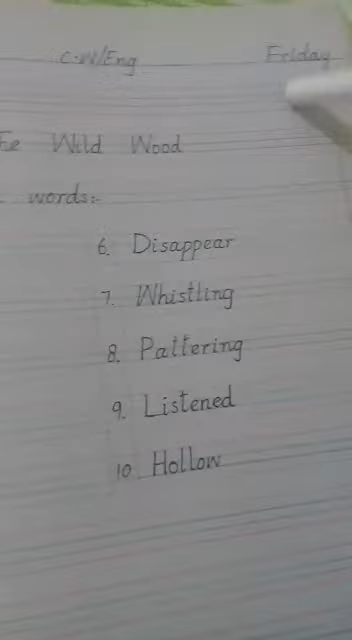 C.W/Eng Friday
Wild Wood
words:-
6. Disappear
7. Whistling
8. Pattering
9. Listened
10. Hollow